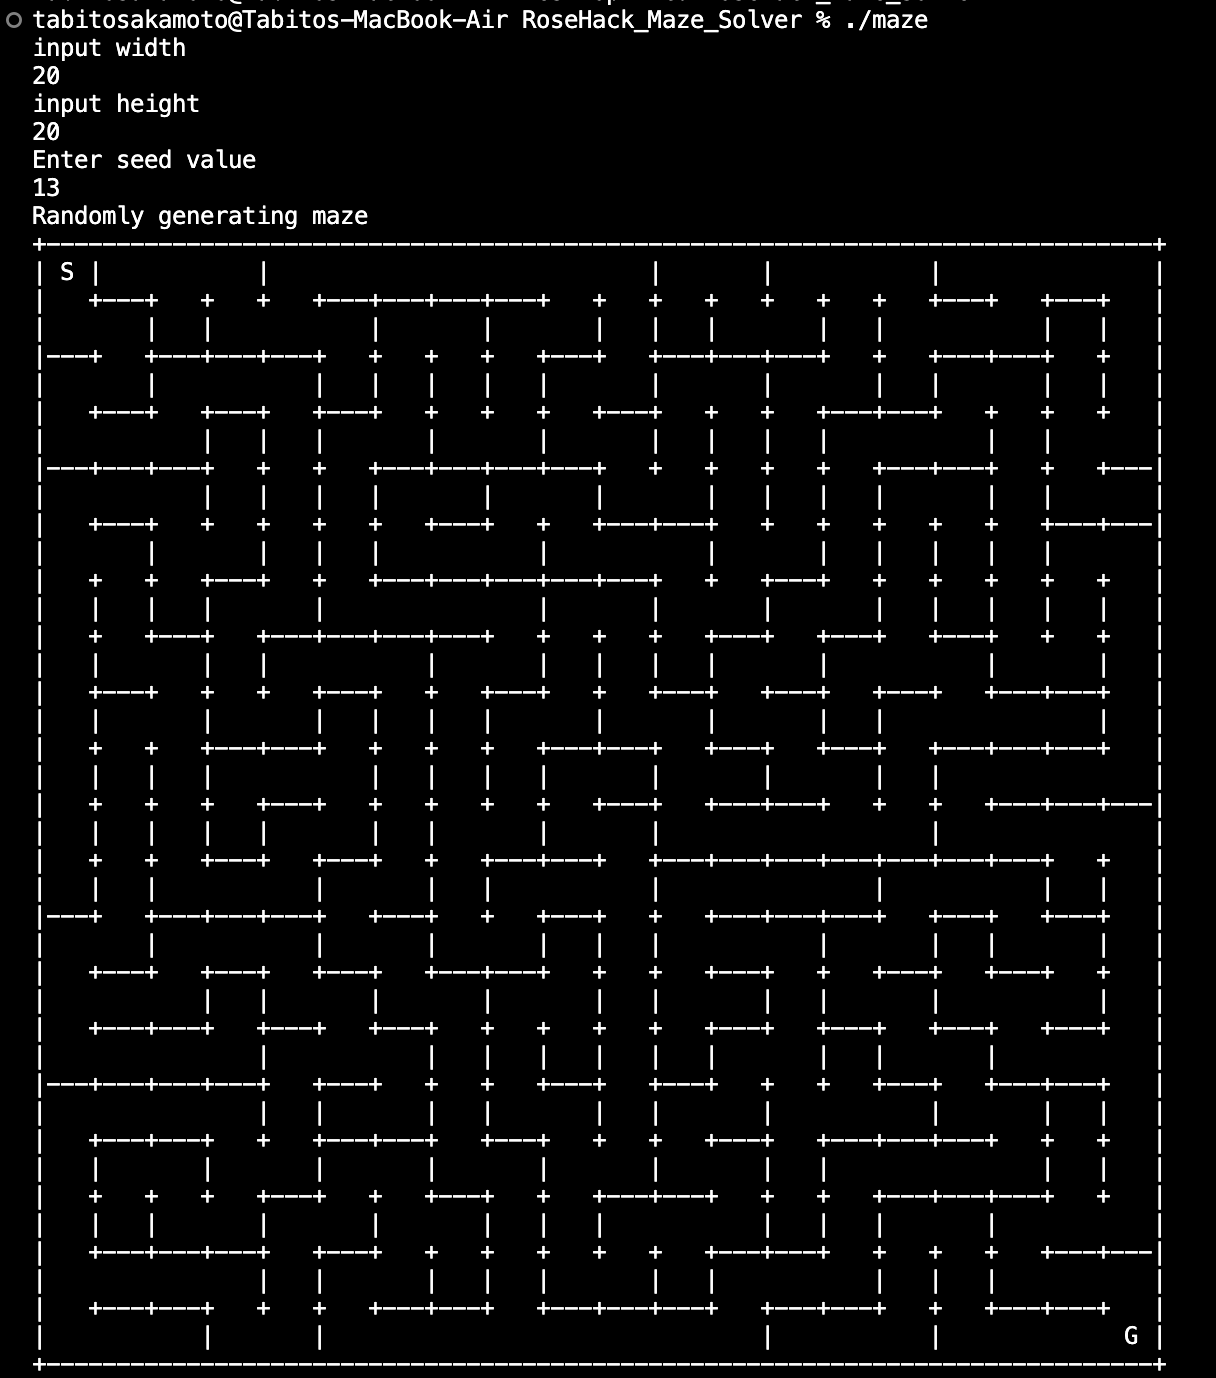 tabitosakamoto@Tabitos-MacBook-Air RoseHack_Maze_Solver % ./maze
input width
20
input height
20
Enter seed value
13
Randomly generating maze
S
G